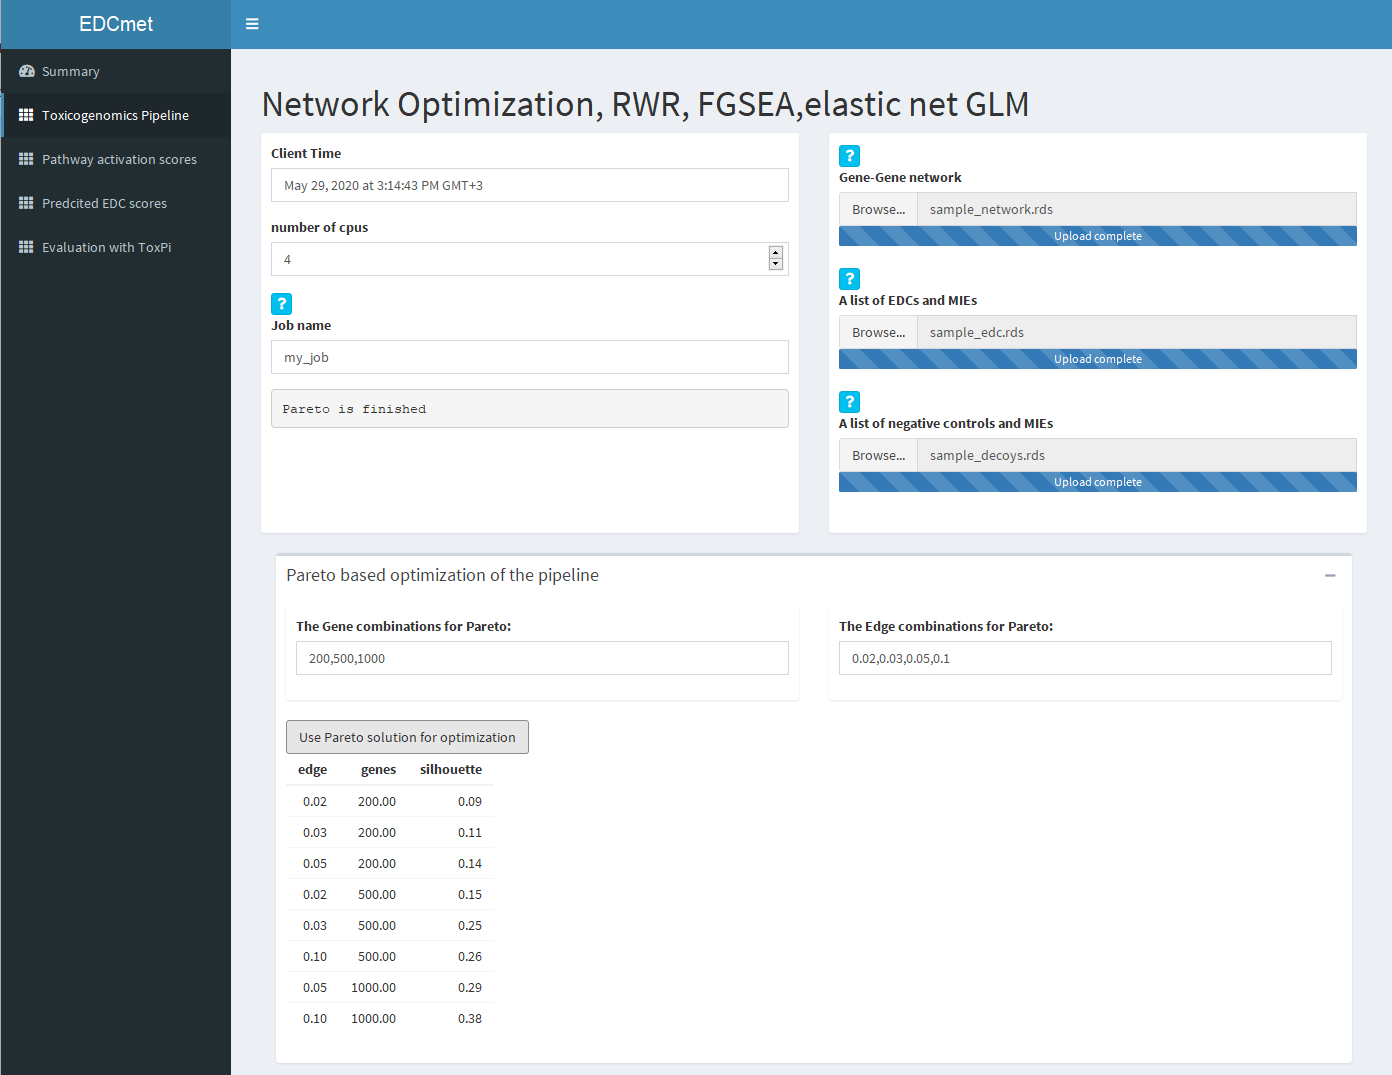 EDCmet
Summary
Toxicogenomics Pipeline
Pathway activation scores
Predcited EDC scores
Evaluation with ToxPi
Network Optimization, RWR, FGSEA,elastic net GLM
Client Time
May 29, 2020 at 3:14:43 PM GMT+3
number of cpus
4
?
Job name
my_job
Pareto is finished
?
Gene-Gene network
Browse... sample_network.rds
Upload complete
?
A list of EDCs and MIEs
Browse... sample_edc.rds
Upload complete
?
A list of negative controls and MIEs
Browse... sample_decoys.rds
Upload complete
Pareto based optimization of the pipeline
The Gene combinations for Pareto:
200,500,1000
The Edge combinations for Pareto:
0.02,0.03,0.05,0.1
Use Pareto solution for optimization
edge genes silhouette
0.02 200.00 0.09
0.03 200.00 0.11
0.05 200.00 0.14
0.02 500.00 0.15
0.03 500.00 0.25
0.10 500.00 0.26
0.05 1000.00 0.29
0.10 1000.00 0.38